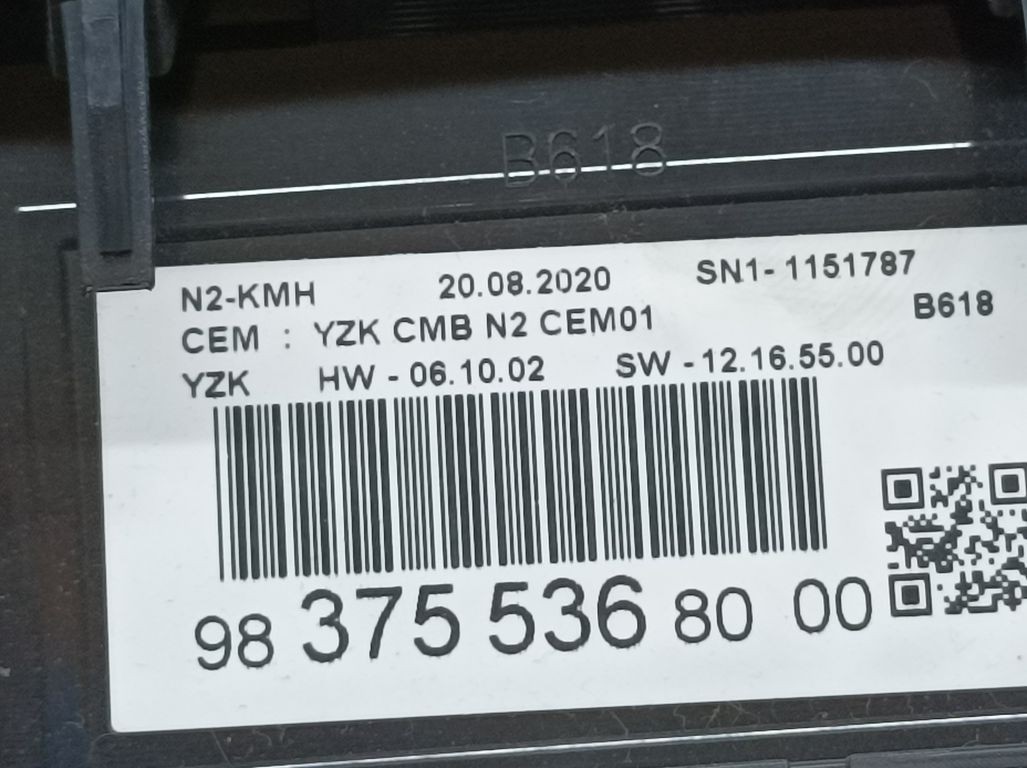 B618
N2-KMH 20.08.2020 SN1- 1151787
CEM : YZK CMB N2 CEM01 B618
YZK HW - 06.10.02 SW - 12.16.55.00
98 375 536 80 00